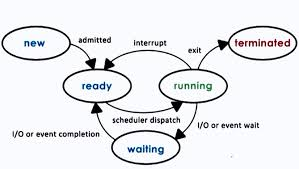 new
admitted
interrupt
exit
terminated
ready
running
scheduler dispatch
I/O or event completion
I/O or event wait
waiting